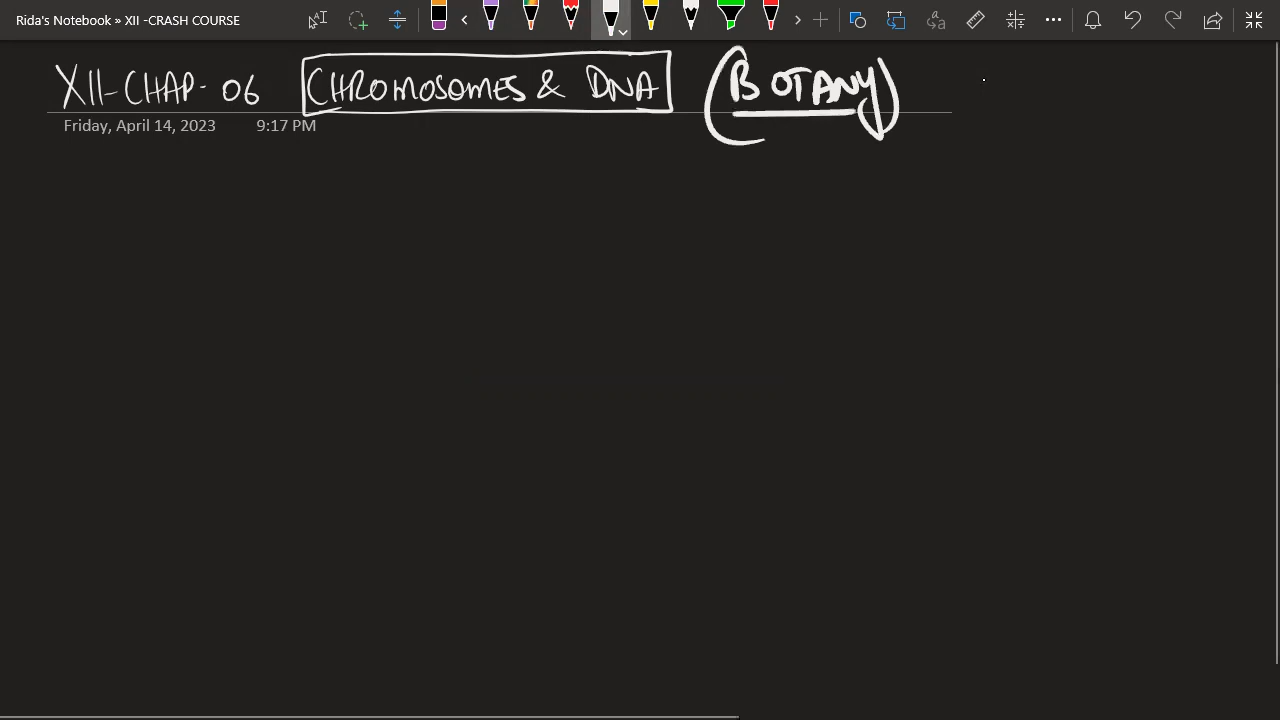 Rida's Notebook » XII -CRASH COURSE
XII-CHAP-06 CHROMOSOMES & DNA (BOTANY)
Friday, April 14, 2023 9:17 PM